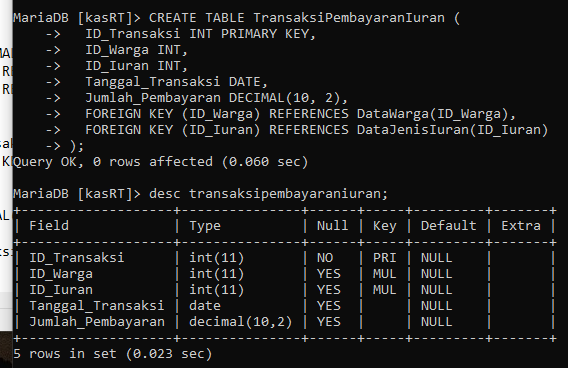 MariaDB [kasRT]> CREATE TABLE TransaksiPembayaranIuran (
    ->   ID_Transaksi INT PRIMARY KEY,
    ->   ID_Warga INT,
    ->   ID_Iuran INT,
    ->   Tanggal_Transaksi DATE,
    ->   Jumlah_Pembayaran DECIMAL(10, 2),
    ->   FOREIGN KEY (ID_Warga) REFERENCES DataWarga(ID_Warga),
    ->   FOREIGN KEY (ID_Iuran) REFERENCES DataJenisIuran(ID_Iuran)
    -> );
Query OK, 0 rows affected (0.060 sec)
MariaDB [kasRT]> desc transaksipembayaraniuran;
+-------------------+---------------+------+-----+---------+-------+
| Field             | Type          | Null | Key | Default | Extra |
+-------------------+---------------+------+-----+---------+-------+
| ID_Transaksi      | int(11)       | NO   | PRI | NULL    |       |
| ID_Warga          | int(11)       | YES  | MUL | NULL    |       |
| ID_Iuran          | int(11)       | YES  | MUL | NULL    |       |
| Tanggal_Transaksi | date          | YES  |     | NULL    |       |
| Jumlah_Pembayaran | decimal(10,2) | YES  |     | NULL    |       |
+-------------------+---------------+------+-----+---------+-------+
5 rows in set (0.023 sec)